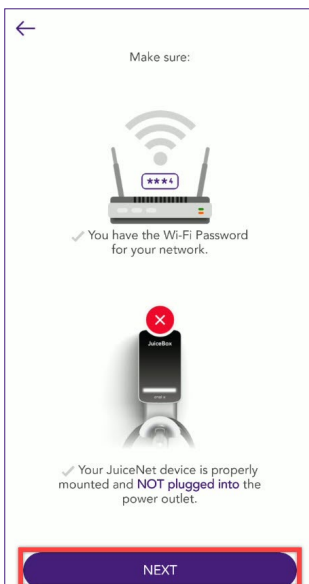 Make sure:
***4
You have the Wi-Fi Password
for your network.
JuiceBox
Your JuiceNet device is properly
mounted and NOT plugged into the
power outlet.
NEXT